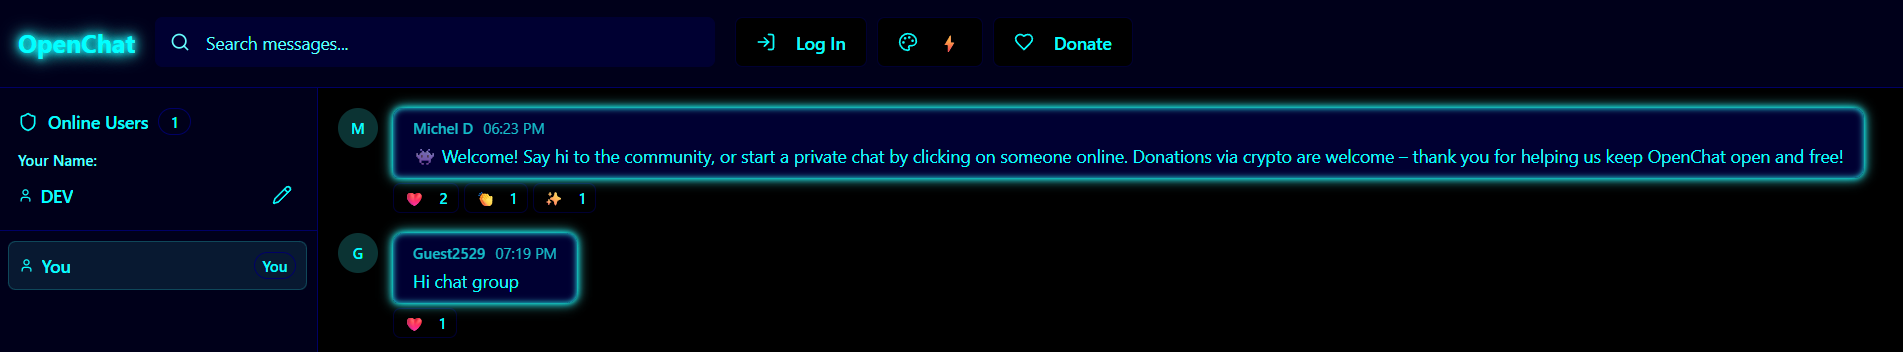 OpenChat
Search messages...
Log In
Donate
Online Users 1
Your Name:
DEV
You You
M
Michel D 06:23 PM
👾 Welcome! Say hi to the community, or start a private chat by clicking on someone online. Donations via crypto are welcome – thank you for helping us keep OpenChat open and free!
❤️ 2 👏 1 ✨ 1
G
Guest2529 07:19 PM
Hi chat group
❤️ 1